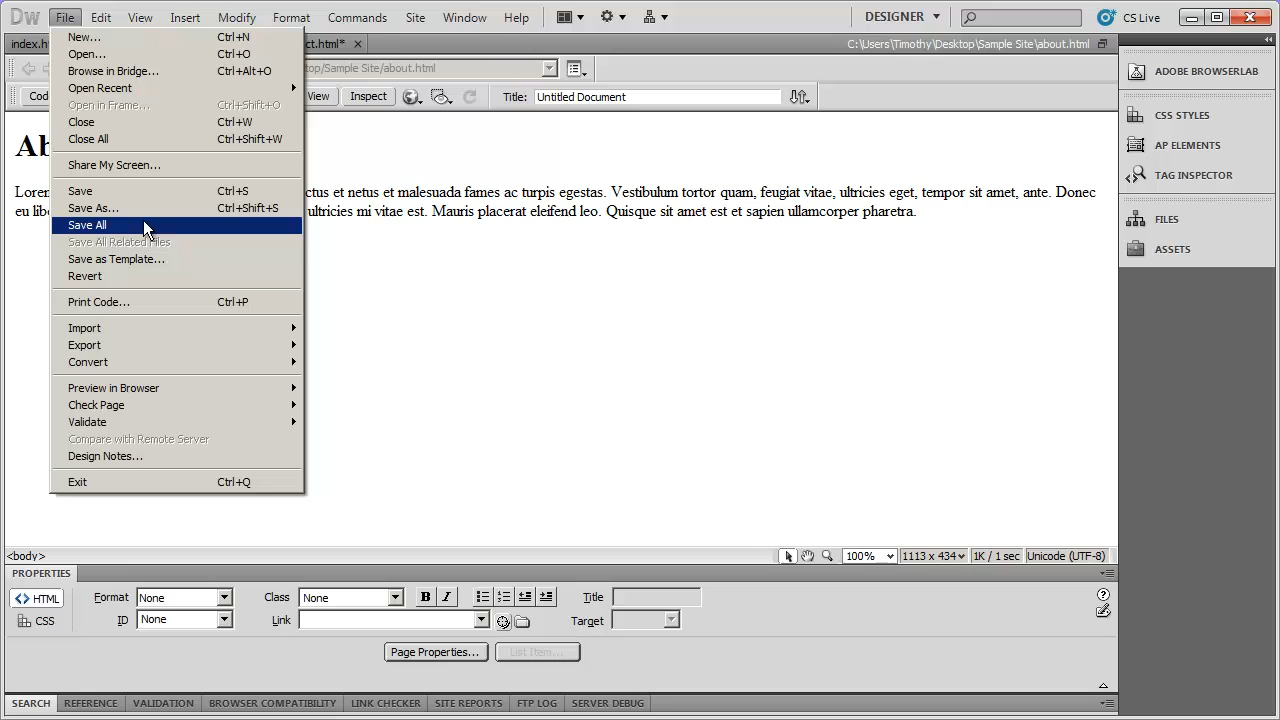 Dw File Edit View Insert Modify Format Commands Site Window Help DESIGNER CS Live
index.h ct.html* C:\Users\Timothy\Desktop\Sample Site\about.html
top/Sample Site/about.html
Cod View Inspect Title: Untitled Document
New... Ctrl+N
Open... Ctrl+O
Browse in Bridge... Ctrl+Alt+O
Open Recent
Open in Frame... Ctrl+Shift+O
Close Ctrl+W
Close All Ctrl+Shift+W
Share My Screen...
Save Ctrl+S
Save As... Ctrl+Shift+S
Save All
Save All Related Files
Save as Template...
Revert
Print Code... Ctrl+P
Import
Export
Convert
Preview in Browser
Check Page
Validate
Compare with Remote Server
Design Notes...
Exit Ctrl+Q
Ab
Lorem ctus et netus et malesuada fames ac turpis egestas. Vestibulum tortor quam, feugiat vitae, ultricies eget, tempor sit amet, ante. Donec
eu libe ultricies mi vitae est. Mauris placerat eleifend leo. Quisque sit amet est et sapien ullamcorper pharetra.
ADOBE BROWSERLAB
CSS STYLES
AP ELEMENTS
TAG INSPECTOR
FILES
ASSETS
<body> 100% 1113 x 434 1K / 1 sec Unicode (UTF-8)
PROPERTIES
<> HTML Format None Class None B I Title
CSS ID None Link Target
Page Properties... List Item...
SEARCH REFERENCE VALIDATION BROWSER COMPATIBILITY LINK CHECKER SITE REPORTS FTP LOG SERVER DEBUG